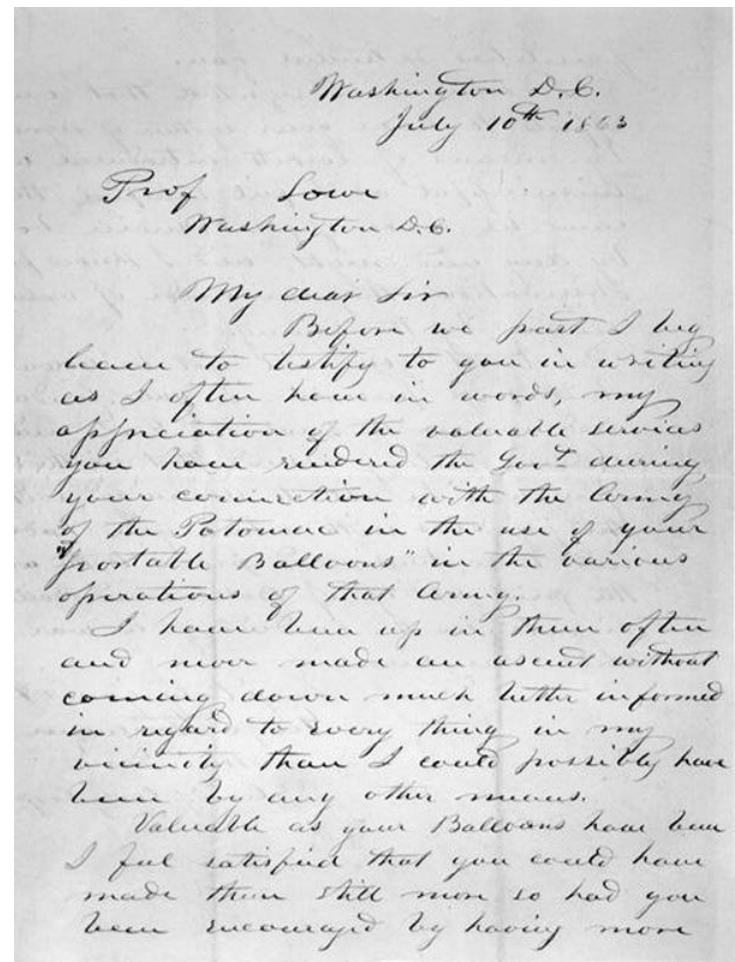 Washington D.C.
July 10th 1863
Prof Lowe
Washington D.C.
My dear Sir
Before we part I beg
leave to testify to you in writing
as I often have in words, my
appreciation of the valuable services
you have rendered the Govt during
your connection with the Army
of the Potomac in the use of your
"portable Balloons" in the various
operations of that Army.
I have been up in them often
and never made an ascent without
coming down much better informed
in regard to every thing in my
vicinity than I could possibly have
been by any other means.
Valuable as your Balloons have been
I feel satisfied that you could have
made them still more so had you
been encouraged by having more